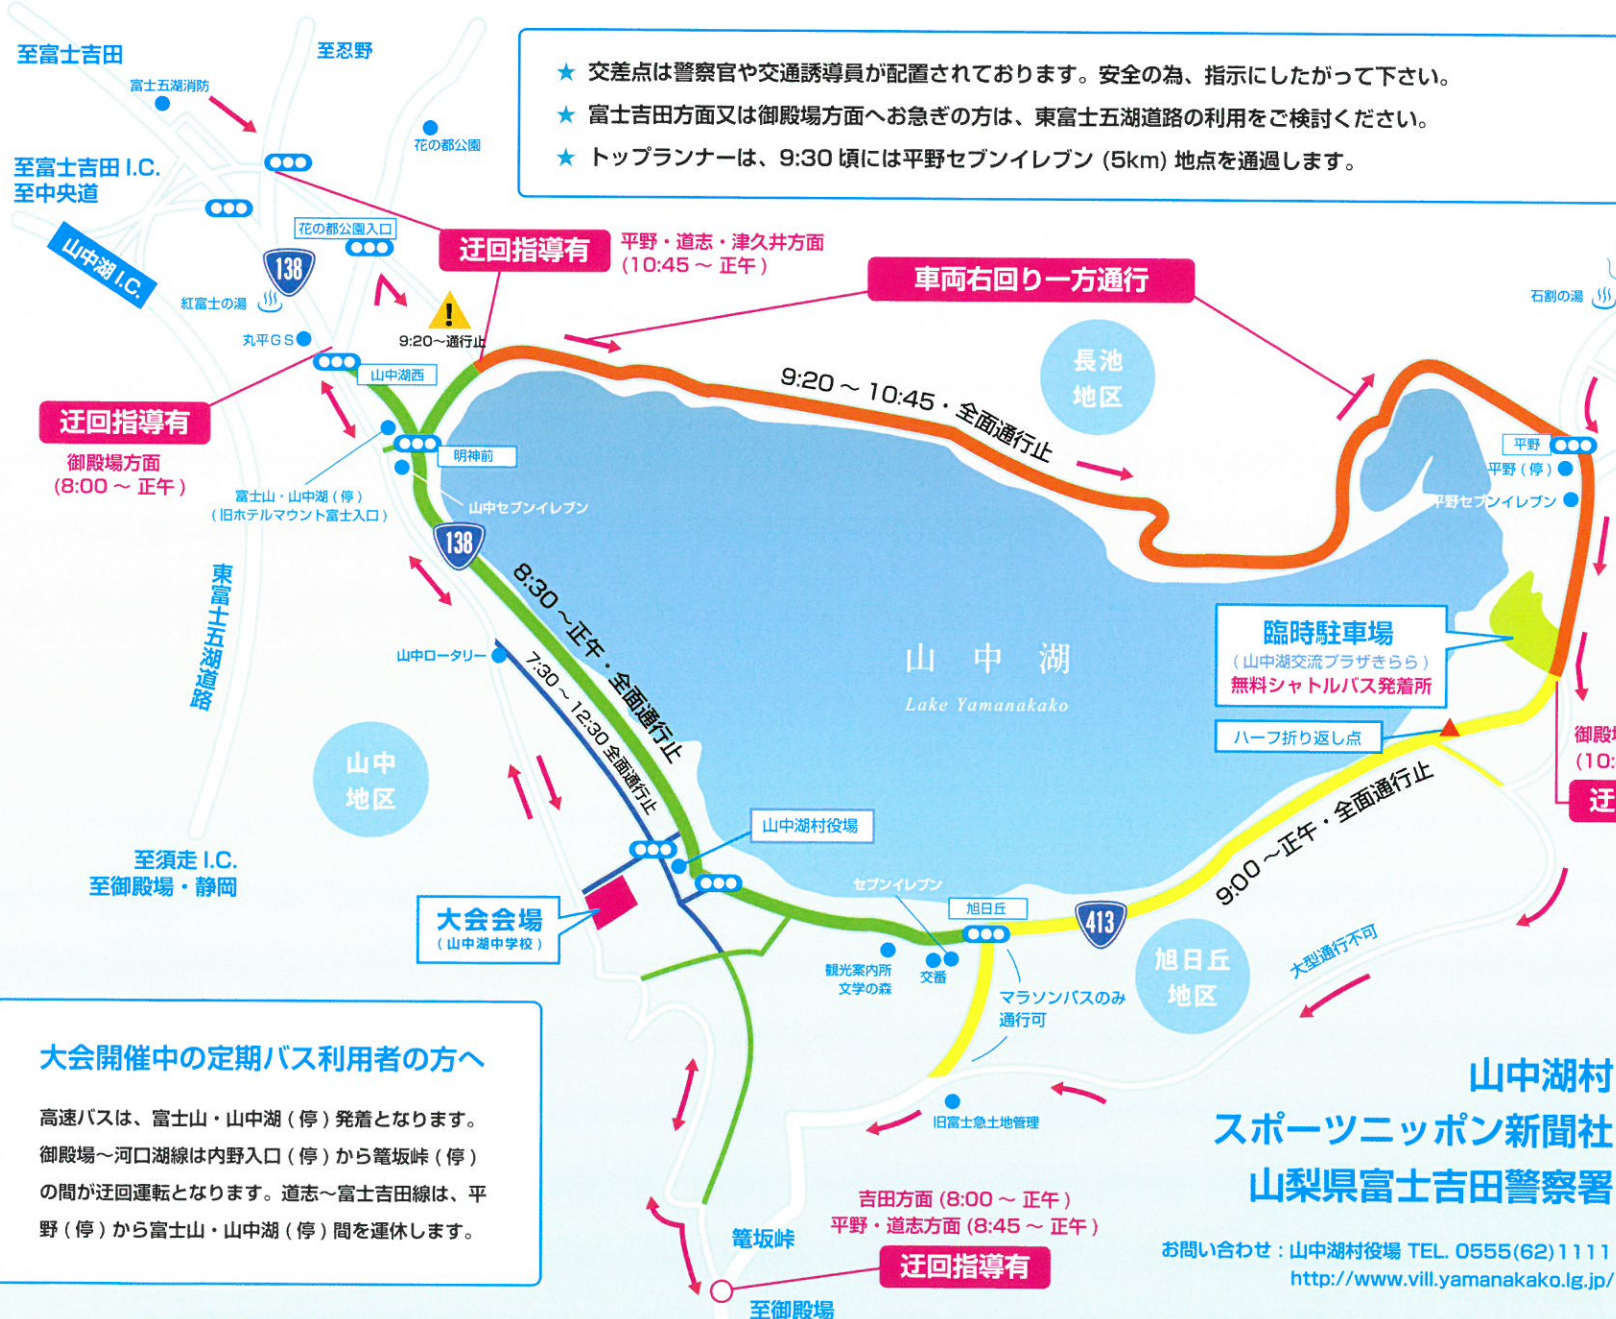 至富士吉田
至忍野
富士五湖消防
花の都公園
★ 交差点は警察官や交通誘導員が配置されております。安全の為、指示にしたがって下さい。
★ 富士吉田方面又は御殿場方面へお急ぎの方は、東富士五湖道路の利用をご検討ください。
★ トップランナーは、9:30 頃には平野セブンイレブン (5km) 地点を通過します。
至富士吉田 I.C.
至中央道
山中湖 I.C.
花の都公園入口
138
紅富士の湯
迂回指導有
平野・道志・津久井方面
(10:45 ～ 正午)
車両右回り一方通行
石割の湯
丸平GS
9:20～通行止
山中湖西
長池
地区
9:20 ～ 10:45・全面通行止
迂回指導有
御殿場方面
(8:00 ～ 正午)
明神前
平野
平野 (停)
平野セブンイレブン
富士山・山中湖 (停)
(旧ホテルマウント富士入口)
山中セブンイレブン
138
東富士五湖道路
8:30 ～正午・全面通行止
7:30 ～ 12:30 全面通行止
山中ロータリー
山 中 湖
Lake Yamanakako
臨時駐車場
(山中湖交流プラザきらら)
無料シャトルバス発着所
ハーフ折り返し点
御殿場
(10:
迂
山中
地区
9:00 ～正午・全面通行止
山中湖村役場
至須走 I.C.
至御殿場・静岡
大会会場
(山中湖中学校)
セブンイレブン
旭日丘
413
観光案内所
文学の森
交番
マラソンバスのみ
通行可
旭日丘
地区
大型通行不可
大会開催中の定期バス利用者の方へ
高速バスは、富士山・山中湖 (停) 発着となります。
御殿場～河口湖線は内野入口 (停) から篭坂峠 (停)
の間が迂回運転となります。道志～富士吉田線は、平
野 (停) から富士山・山中湖 (停) 間を運休します。
旧富士急土地管理
吉田方面 (8:00 ～ 正午)
平野・道志方面 (8:45 ～ 正午)
迂回指導有
篭坂峠
至御殿場
山中湖村
スポーツニッポン新聞社
山梨県富士吉田警察署
お問い合わせ : 山中湖村役場 TEL. 0555(62)1111
http://www.vill.yamanakako.lg.jp/